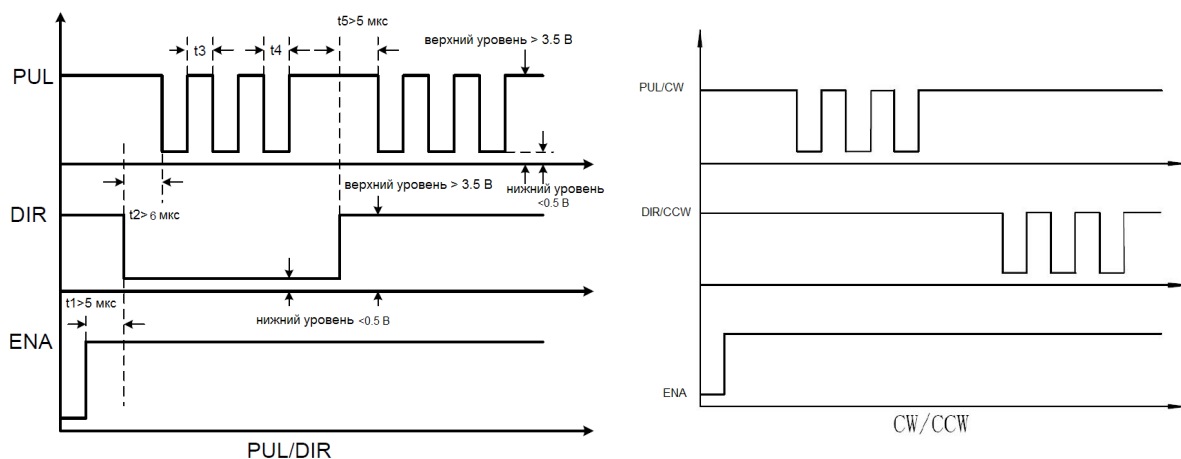 t5>5 мкс
верхний уровень > 3.5 В
t3
t4
PUL
нижний уровень
<0.5 В
верхний уровень > 3.5 В
DIR
t2> 6 мкс
t1>5 мкс
нижний уровень <0.5 В
ENA
PUL/DIR
PUL/CW
DIR/CCW
ENA
CW/CCW